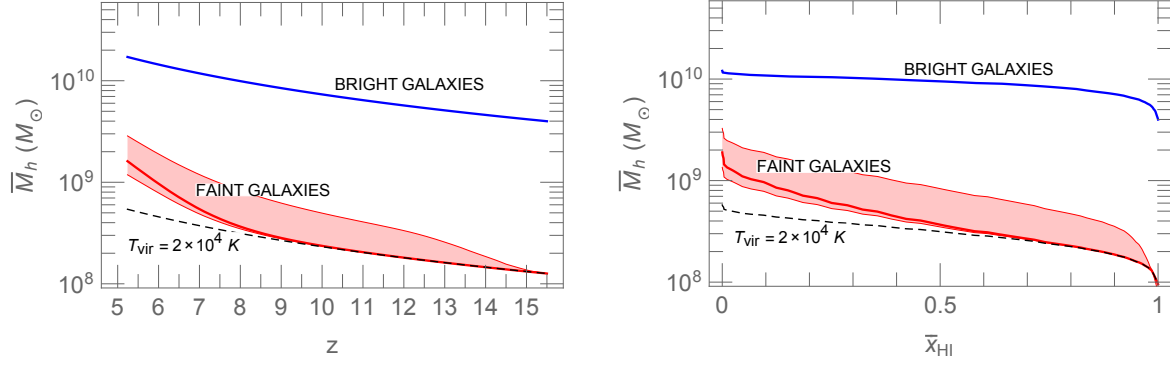 10¹⁰
10⁹
10⁸
M̅ₕ (M⊙)
BRIGHT GALAXIES
FAINT GALAXIES
Tvir = 2×10⁴ K
5 6 7 8 9 10 11 12 13 14 15
z
10¹⁰
10⁹
10⁸
M̅ₕ (M⊙)
BRIGHT GALAXIES
FAINT GALAXIES
Tvir = 2×10⁴ K
0 0.5 1
x̅HI